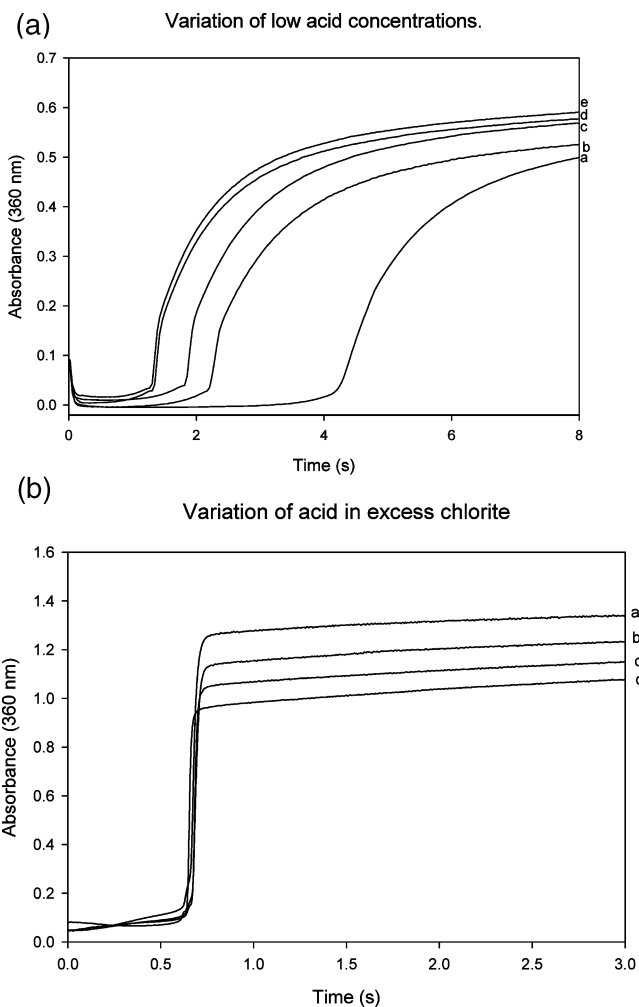 (a)
Variation of low acid concentrations.
0.7
0.6
0.5
0.4
0.3
0.2
0.1
0.0
Absorbance (360 nm)
e
d
c
b
a
0 2 4 6 8
Time (s)
(b)
Variation of acid in excess chlorite
1.6
1.4
1.2
1.0
0.8
0.6
0.4
0.2
0.0
Absorbance (360 nm)
a
b
0.0 0.5 1.0 1.5 2.0 2.5 3.0
Time (s)